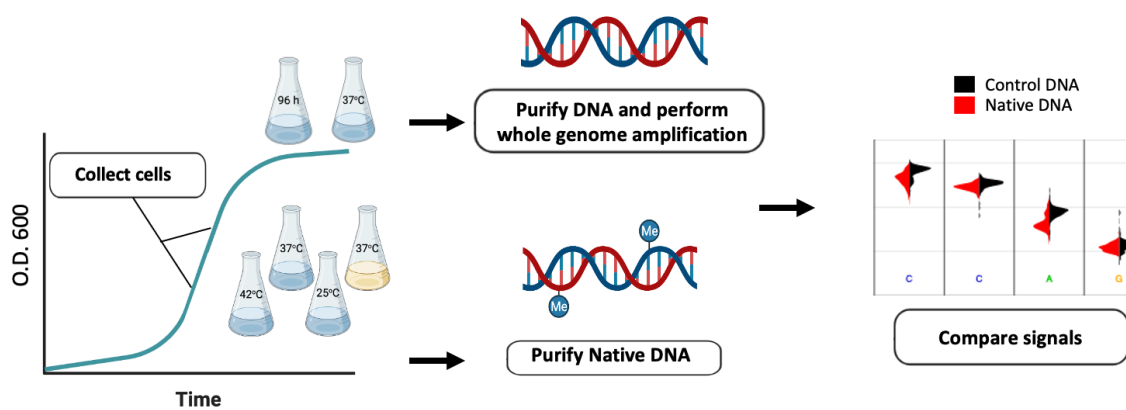 96 h
37°C
Purify DNA and perform
whole genome amplification
Control DNA
Native DNA
Collect cells
O.D. 600
37°C
37°C
42°C
25°C
Me
Me
C
C
A
G
Purify Native DNA
Compare signals
Time